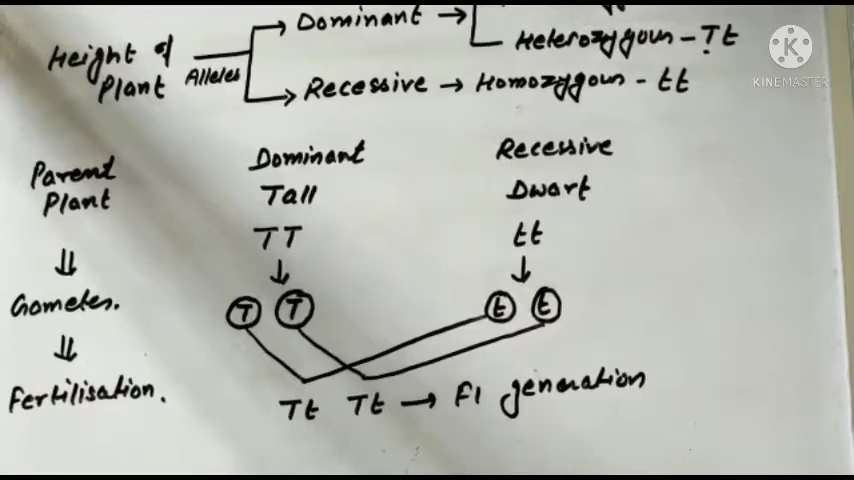 Dominant →
Height of Plant Alleles
Heterozygous - Tt
Recessive → Homozygous - tt
KINEMASTER
Parent Plant
Dominant
Recessive
Tall
Dwart
TT
tt
↓
↓
⇓
Gametes.
T T
t t
⇓
Fertilisation.
Tt Tt → F1 generation